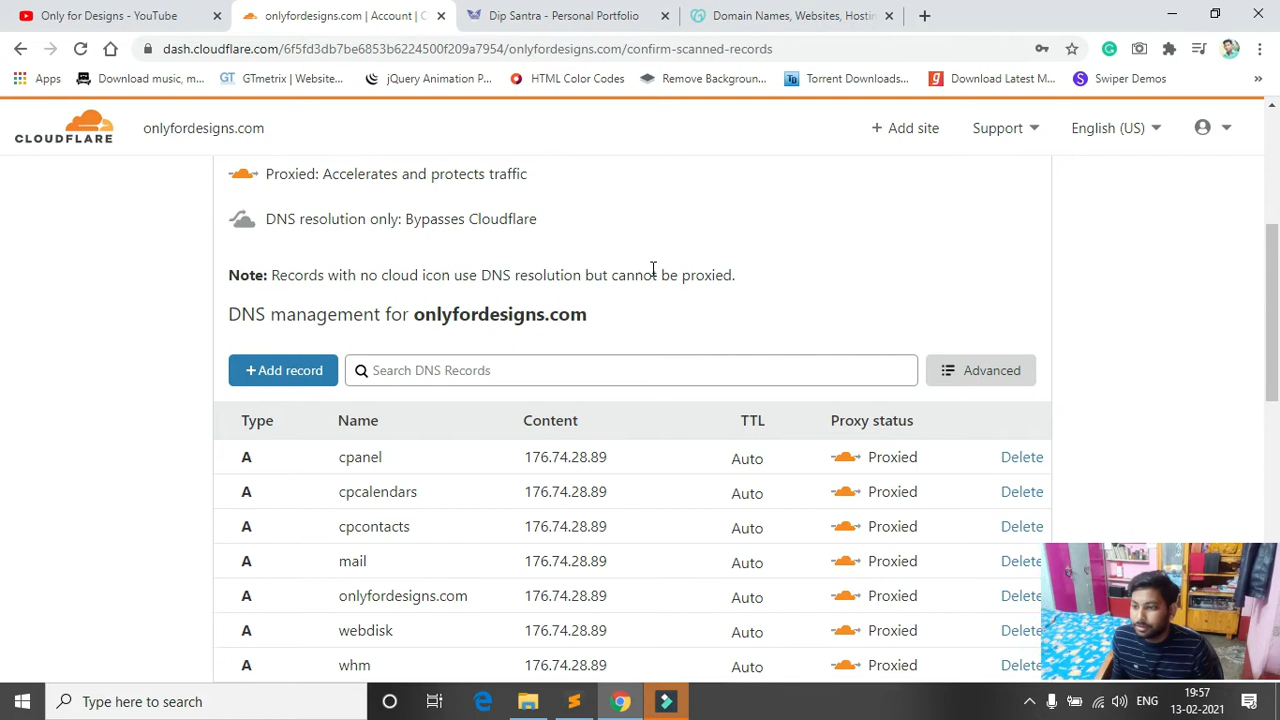 Only for Designs - YouTube
onlyfordesigns.com | Account | C
Dip Santra - Personal Portfolio
Domain Names, Websites, Hostin
dash.cloudflare.com/6f5fd3db7be6853b6224500f209a7954/onlyfordesigns.com/confirm-scanned-records
Apps
Download music, m...
GT GTmetrix | Website...
jQuery Animation P...
HTML Color Codes
Remove Backgroun...
Tb Torrent Downloads...
g Download Latest M...
S Swiper Demos
»
CLOUDFLARE
onlyfordesigns.com
+ Add site
Support
English (US)
Proxied: Accelerates and protects traffic
DNS resolution only: Bypasses Cloudflare
Note: Records with no cloud icon use DNS resolution but cannot be proxied.
DNS management for onlyfordesigns.com
+Add record
Search DNS Records
Advanced
Type Name Content TTL Proxy status
A cpanel 176.74.28.89 Auto Proxied Delete
A cpcalendars 176.74.28.89 Auto Proxied Delete
A cpcontacts 176.74.28.89 Auto Proxied Delete
A mail 176.74.28.89 Auto Proxied Delete
A onlyfordesigns.com 176.74.28.89 Auto Proxied Delete
A webdisk 176.74.28.89 Auto Proxied Delete
A whm 176.74.28.89 Auto Proxied Delete
Type here to search
ENG
19:57
13-02-2021